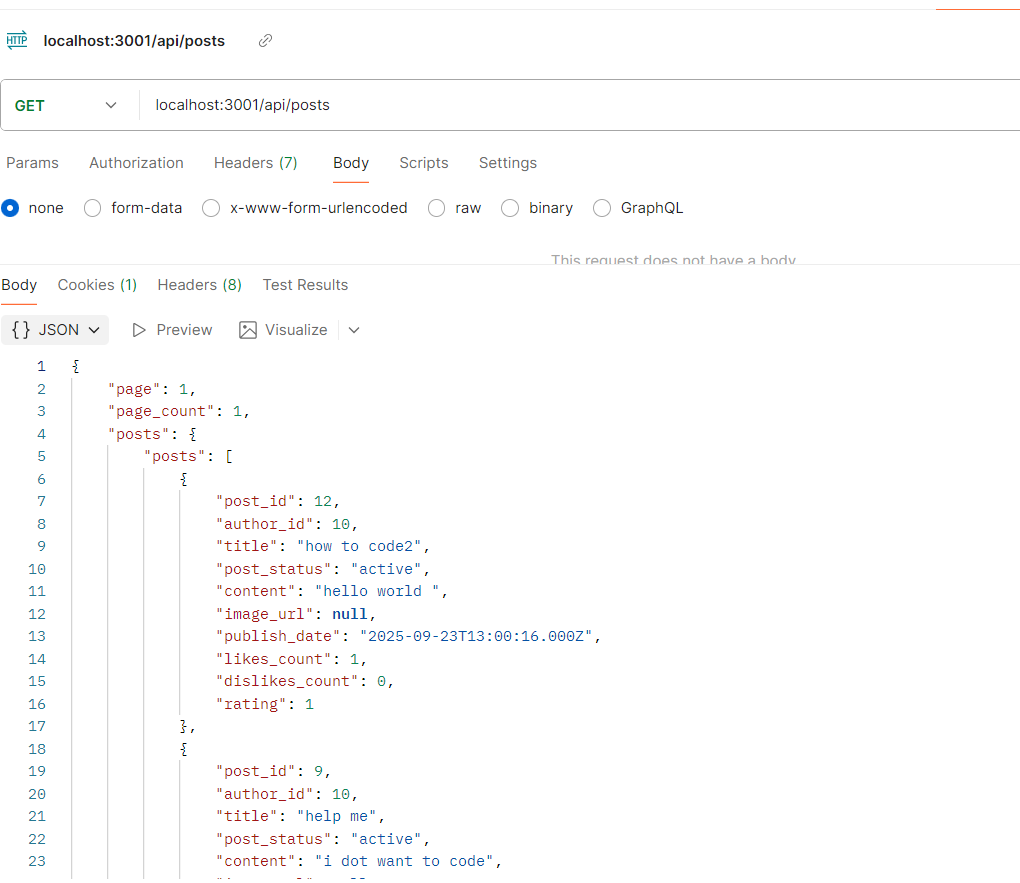 HTTP localhost:3001/api/posts
GET localhost:3001/api/posts
Params Authorization Headers (7) Body Scripts Settings
none form-data x-www-form-urlencoded raw binary GraphQL
This request does not have a body
Body Cookies (1) Headers (8) Test Results
{} JSON Preview Visualize
1 {
2 "page": 1,
3 "page_count": 1,
4 "posts": {
5 "posts": [
6 {
7 "post_id": 12,
8 "author_id": 10,
9 "title": "how to code2",
10 "post_status": "active",
11 "content": "hello world ",
12 "image_url": null,
13 "publish_date": "2025-09-23T13:00:16.000Z",
14 "likes_count": 1,
15 "dislikes_count": 0,
16 "rating": 1
17 },
18 {
19 "post_id": 9,
20 "author_id": 10,
21 "title": "help me",
22 "post_status": "active",
23 "content": "i dot want to code",